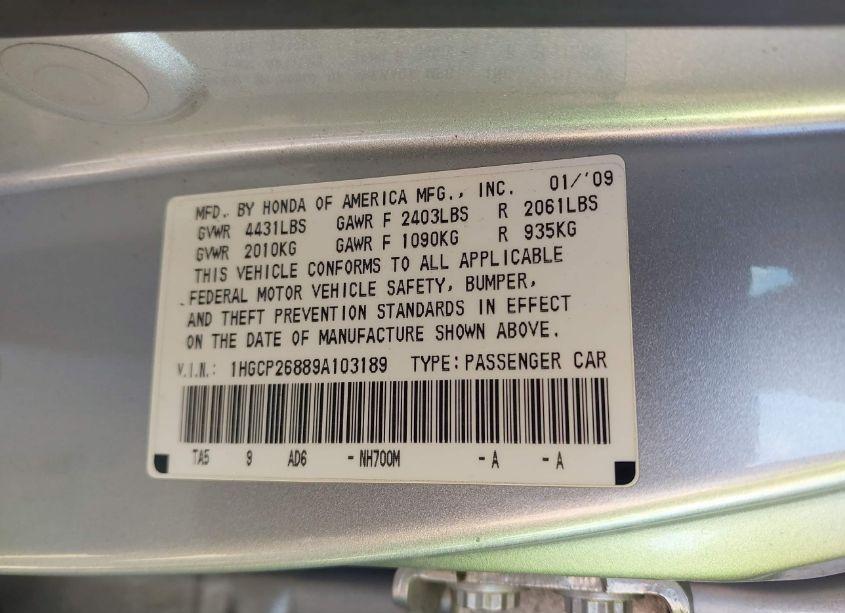 MFD. BY HONDA OF AMERICA MFG., INC. 01/'09
GVWR 4431LBS GAWR F 2403LBS R 2061LBS
GVWR 2010KG GAWR F 1090KG R 935KG
THIS VEHICLE CONFORMS TO ALL APPLICABLE
FEDERAL MOTOR VEHICLE SAFETY, BUMPER,
AND THEFT PREVENTION STANDARDS IN EFFECT
ON THE DATE OF MANUFACTURE SHOWN ABOVE.
V.I.N.: 1HGCP26889A103189 TYPE: PASSENGER CAR
TA5 9 AD6 - NH700M - A - A